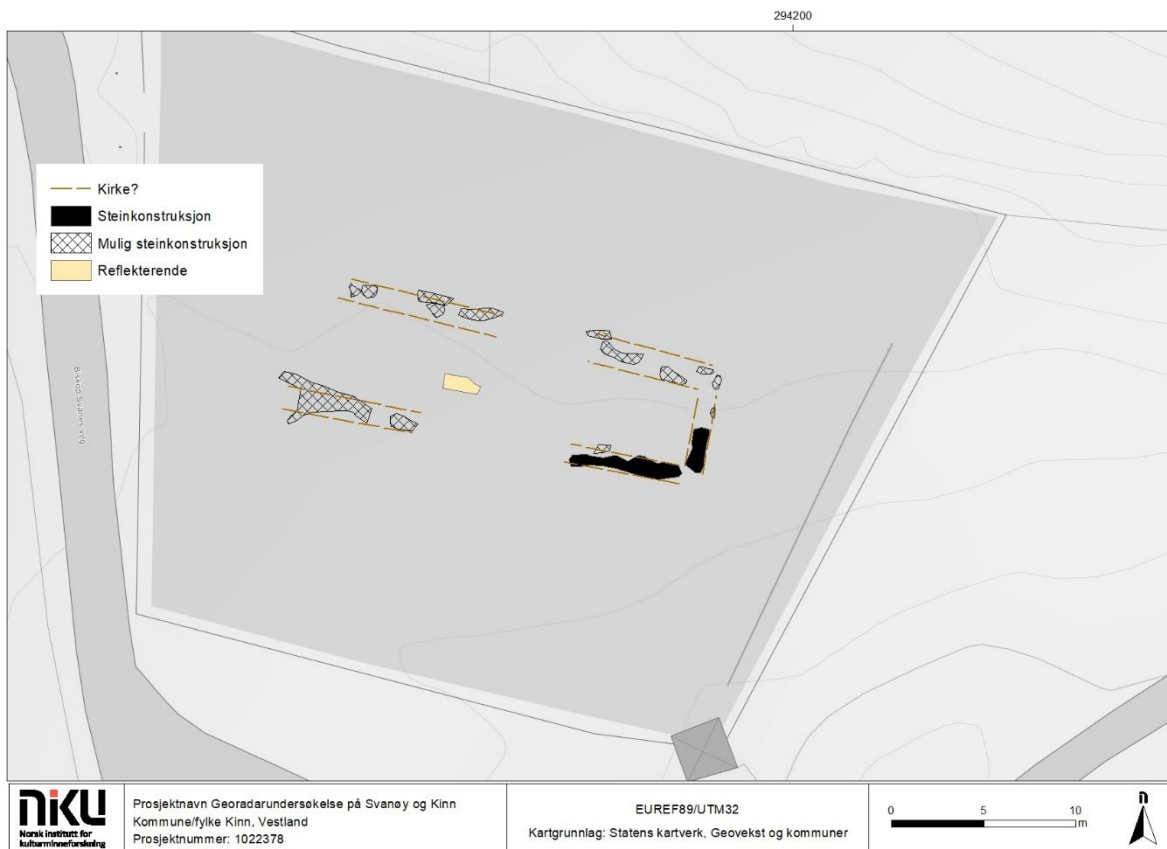 294200
Kirke?
Steinkonstruksjon
Mulig steinkonstruksjon
Reflekterende
Biskop Svanes veg
NIKU
Norsk institutt for
kulturminneforskning
Prosjektnavn Georadarundersøkelse på Svanøy og Kinn
Kommune/fylke Kinn, Vestland
Prosjektnummer: 1022378
EUREF89/UTM32
Kartgrunnlag: Statens kartverk, Geovekst og kommuner
0 5 10
m
n